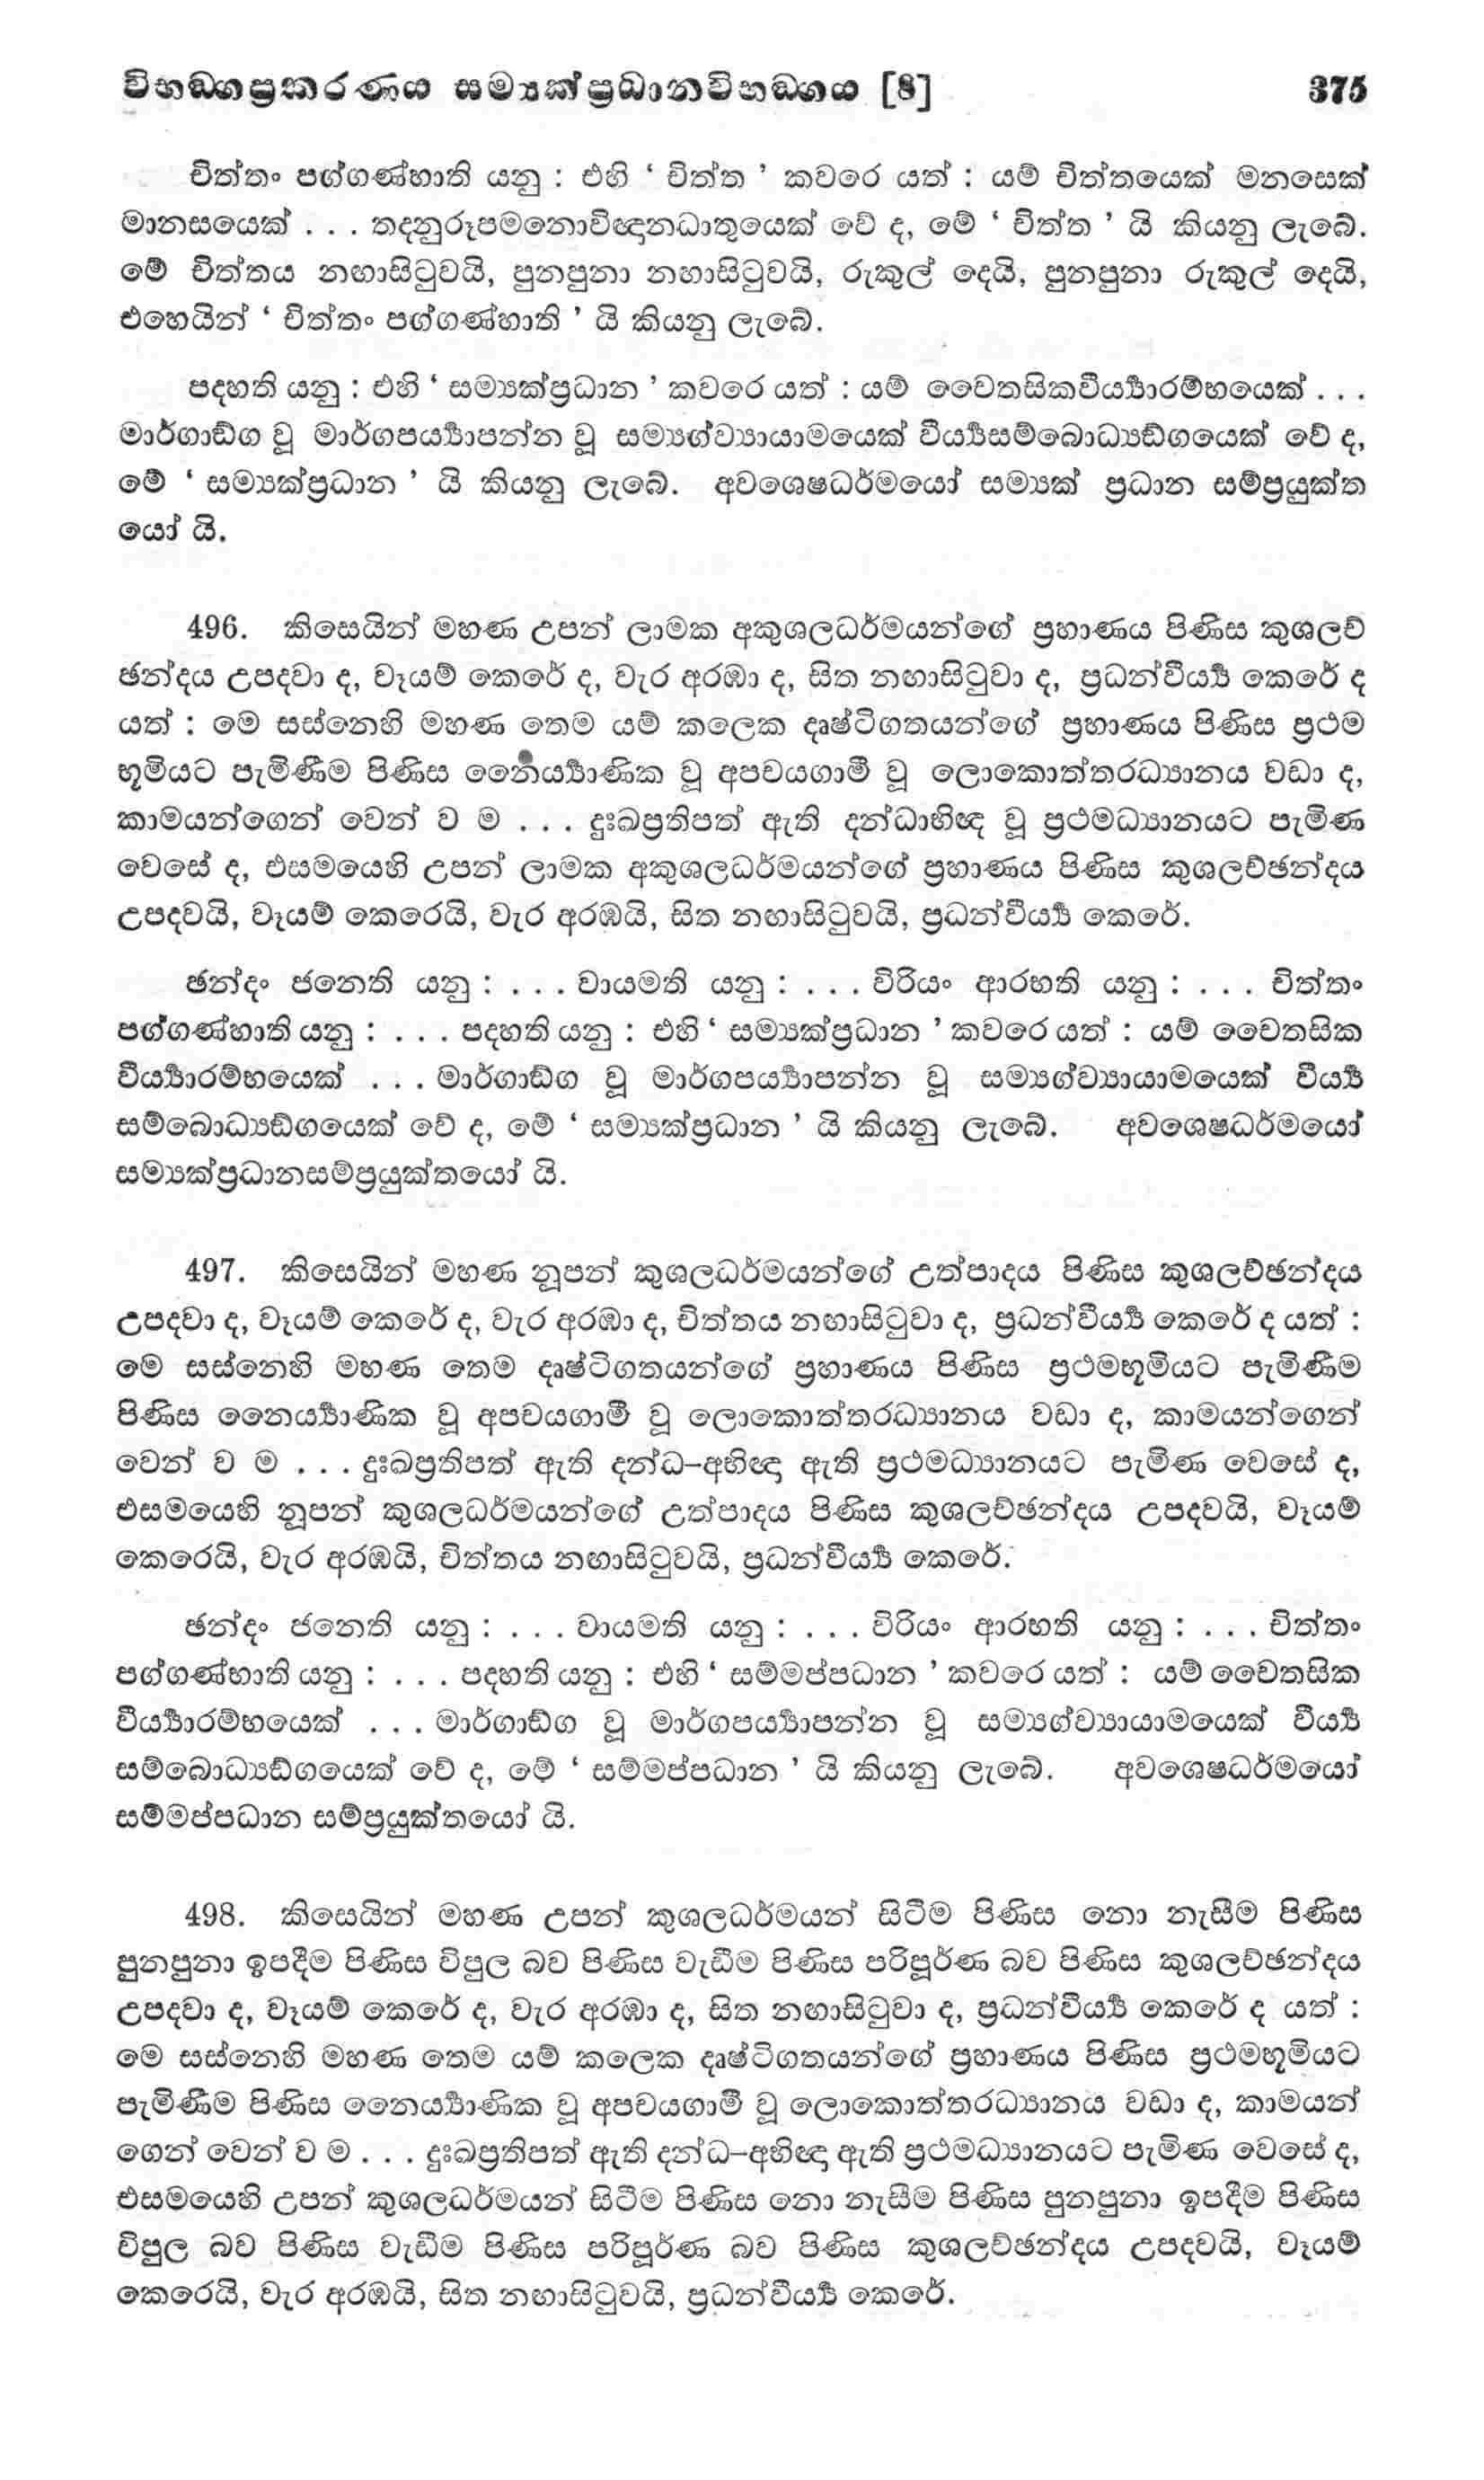 විභඞ්ගප්‍රකරණය සම්‍යක්ප්‍රධානවිභඞ්ගය [8] 375
චිත්තං පග්ගණ්හාති යනු : එහි ‘ චිත්ත ’ කවරෙ යත් : යම් චිත්තයෙක් මනසෙක්
මානසයෙක් . . . තදනුරූපමනොවිඥානධාතුයෙක් වේ ද, මේ ‘ චිත්ත ’ යි කියනු ලැබේ.
මේ චිත්තය නඟාසිටුවයි, පුනපුනා නඟාසිටුවයි, රුකුල් දෙයි, පුනපුනා රුකුල් දෙයි,
එහෙයින් ‘ චිත්තං පග්ගණ්හාති ’ යි කියනු ලැබේ.
පදහති යනු : එහි ‘ සම්‍යක්ප්‍රධාන ’ කවරෙ යත් : යම් චෛතසිකවීර්‍ය්‍යාරම්භයෙක් . . .
මාර්ගාඞ්ග වූ මාර්ගපර්‍ය්‍යාපන්න වූ සම්‍යග්ව්‍යායාමයෙක් වීර්‍ය්‍යසම්බොධ්‍යඞ්ගයෙක් වේ ද,
මේ ‘ සම්‍යක්ප්‍රධාන ’ යි කියනු ලැබේ. අවශෙෂධර්මයෝ සම්‍යක් ප්‍රධාන සම්ප්‍රයුක්ත
යෝ යි.
496. කිසෙයින් මහණ උපන් ලාමක අකුශලධර්මයන්ගේ ප්‍රහාණය පිණිස කුශලච්
ඡන්දය උපදවා ද, වෑයම් කෙරේ ද, වැර අරඹා ද, සිත නඟාසිටුවා ද, ප්‍රධන්වීර්‍ය්‍ය කෙරේ ද
යත් : මෙ සස්නෙහි මහණ තෙම යම් කලෙක දෘෂ්ටිගතයන්ගේ ප්‍රහාණය පිණිස ප්‍රථම
භූමියට පැමිණීම පිණිස නෛර්‍ය්‍යාණික වූ අපචයගාමී වූ ලොකොත්තරධ්‍යානය වඩා ද,
කාමයන්ගෙන් වෙන් ව ම . . . දුඃඛප්‍රතිපත් ඇති දන්ධාභිඥ වූ ප්‍රථමධ්‍යානයට පැමිණ
වෙසේ ද, එසමයෙහි උපන් ලාමක අකුශලධර්මයන්ගේ ප්‍රහාණය පිණිස කුශලච්ඡන්දය
උපදවයි, වෑයම් කෙරෙයි, වැර අරඹයි, සිත නඟාසිටුවයි, ප්‍රධන්වීර්‍ය්‍ය කෙරේ.
ඡන්දං ජනෙති යනු : . . . වායමති යනු : . . . විරියං ආරභති යනු : . . . චිත්තං
පග්ගණ්හාති යනු : . . . පදහති යනු : එහි ‘ සම්‍යක්ප්‍රධාන ’ කවරෙ යත් : යම් චෛතසික
වීර්‍ය්‍යාරම්භයෙක් . . . මාර්ගාඞ්ග වූ මාර්ගපර්‍ය්‍යාපන්න වූ සම්‍යග්ව්‍යායාමයෙක් වීර්‍ය්‍ය
සම්බොධ්‍යඞ්ගයෙක් වේ ද, මේ ‘ සම්‍යක්ප්‍රධාන ’ යි කියනු ලැබේ. අවශෙෂධර්මයෝ
සම්‍යක්ප්‍රධානසම්ප්‍රයුක්තයෝ යි.
497. කිසෙයින් මහණ නූපන් කුශලධර්මයන්ගේ උත්පාදය පිණිස කුශලච්ඡන්දය
උපදවා ද, වෑයම් කෙරේ ද, වැර අරඹා ද, චිත්තය නඟාසිටුවා ද, ප්‍රධන්වීර්‍ය්‍ය කෙරේ ද යත් :
මෙ සස්නෙහි මහණ තෙම දෘෂ්ටිගතයන්ගේ ප්‍රහාණය පිණිස ප්‍රථමභූමියට පැමිණීම
පිණිස නෛර්‍ය්‍යාණික වූ අපචයගාමී වූ ලොකොත්තරධ්‍යානය වඩා ද, කාමයන්ගෙන්
වෙන් ව ම . . . දුඃඛප්‍රතිපත් ඇති දන්ධ–අභිඥා ඇති ප්‍රථමධ්‍යානයට පැමිණ වෙසේ ද,
එසමයෙහි නූපන් කුශලධර්මයන්ගේ උත්පාදය පිණිස කුශලච්ඡන්දය උපදවයි, වෑයම්
කෙරෙයි, වැර අරඹයි, චිත්තය නඟාසිටුවයි, ප්‍රධන්වීර්‍ය්‍ය කෙරේ.
ඡන්දං ජනෙති යනු : . . . වායමති යනු : . . . විරියං ආරභති යනු : . . . චිත්තං
පග්ගණ්හාති යනු : . . . පදහති යනු : එහි ‘ සම්මප්පධාන ’ කවරෙ යත් : යම් චෛතසික
වීර්‍ය්‍යාරම්භයෙක් . . . මාර්ගාඞ්ග වූ මාර්ගපර්‍ය්‍යාපන්න වූ සම්‍යග්ව්‍යායාමයෙක් වීර්‍ය්‍ය
සම්බොධ්‍යඞ්ගයෙක් වේ ද, මේ ‘ සම්මප්පධාන ’ යි කියනු ලැබේ. අවශෙෂධර්මයෝ
සම්මප්පධාන සම්ප්‍රයුක්තයෝ යි.
498. කිසෙයින් මහණ උපන් කුශලධර්මයන් සිටීම පිණිස නො නැසීම පිණිස
පුනපුනා ඉපදීම පිණිස විපුල බව පිණිස වැඩීම පිණිස පරිපූර්ණ බව පිණිස කුශලච්ඡන්දය
උපදවා ද, වෑයම් කෙරේ ද, වැර අරඹා ද, සිත නඟාසිටුවා ද, ප්‍රධන්වීර්‍ය්‍ය කෙරේ ද යත් :
මෙ සස්නෙහි මහණ තෙම යම් කලෙක දෘෂ්ටිගතයන්ගේ ප්‍රහාණය පිණිස ප්‍රථමභූමියට
පැමිණීම පිණිස නෛර්‍ය්‍යාණික වූ අපචයගාමී වූ ලොකොත්තරධ්‍යානය වඩා ද, කාමයන්
ගෙන් වෙන් ව ම . . . දුඃඛප්‍රතිපත් ඇති දන්ධ–අභිඥා ඇති ප්‍රථමධ්‍යානයට පැමිණ වෙසේ ද,
එසමයෙහි උපන් කුශලධර්මයන් සිටීම පිණිස නො නැසීම පිණිස පුනපුනා ඉපදීම පිණිස
විපුල බව පිණිස වැඩීම පිණිස පරිපූර්ණ බව පිණිස කුශලච්ඡන්දය උපදවයි, වෑයම්
කෙරෙයි, වැර අරඹයි, සිත නඟාසිටුවයි, ප්‍රධන්වීර්‍ය්‍ය කෙරේ.